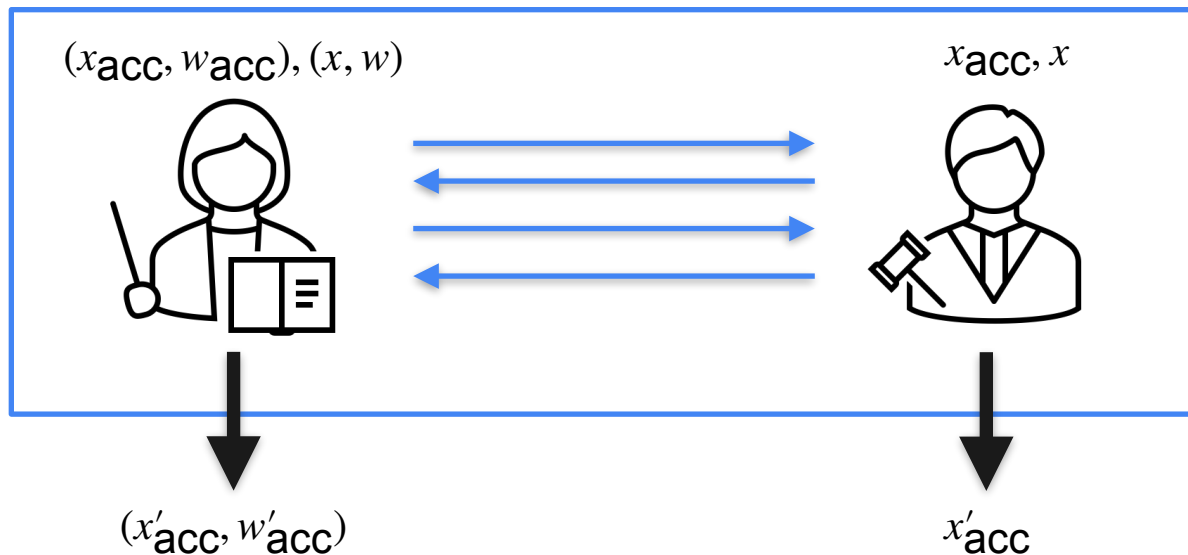 (x_acc, w_acc), (x, w)
x_acc, x
(x′_acc, w′_acc)
x′_acc